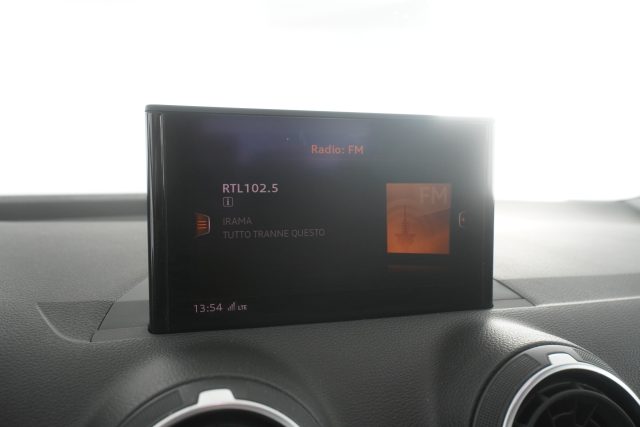 Radio: FM
RTL102.5
i
IRAMA
TUTTO TRANNE QUESTO
FM
13:54 LTE